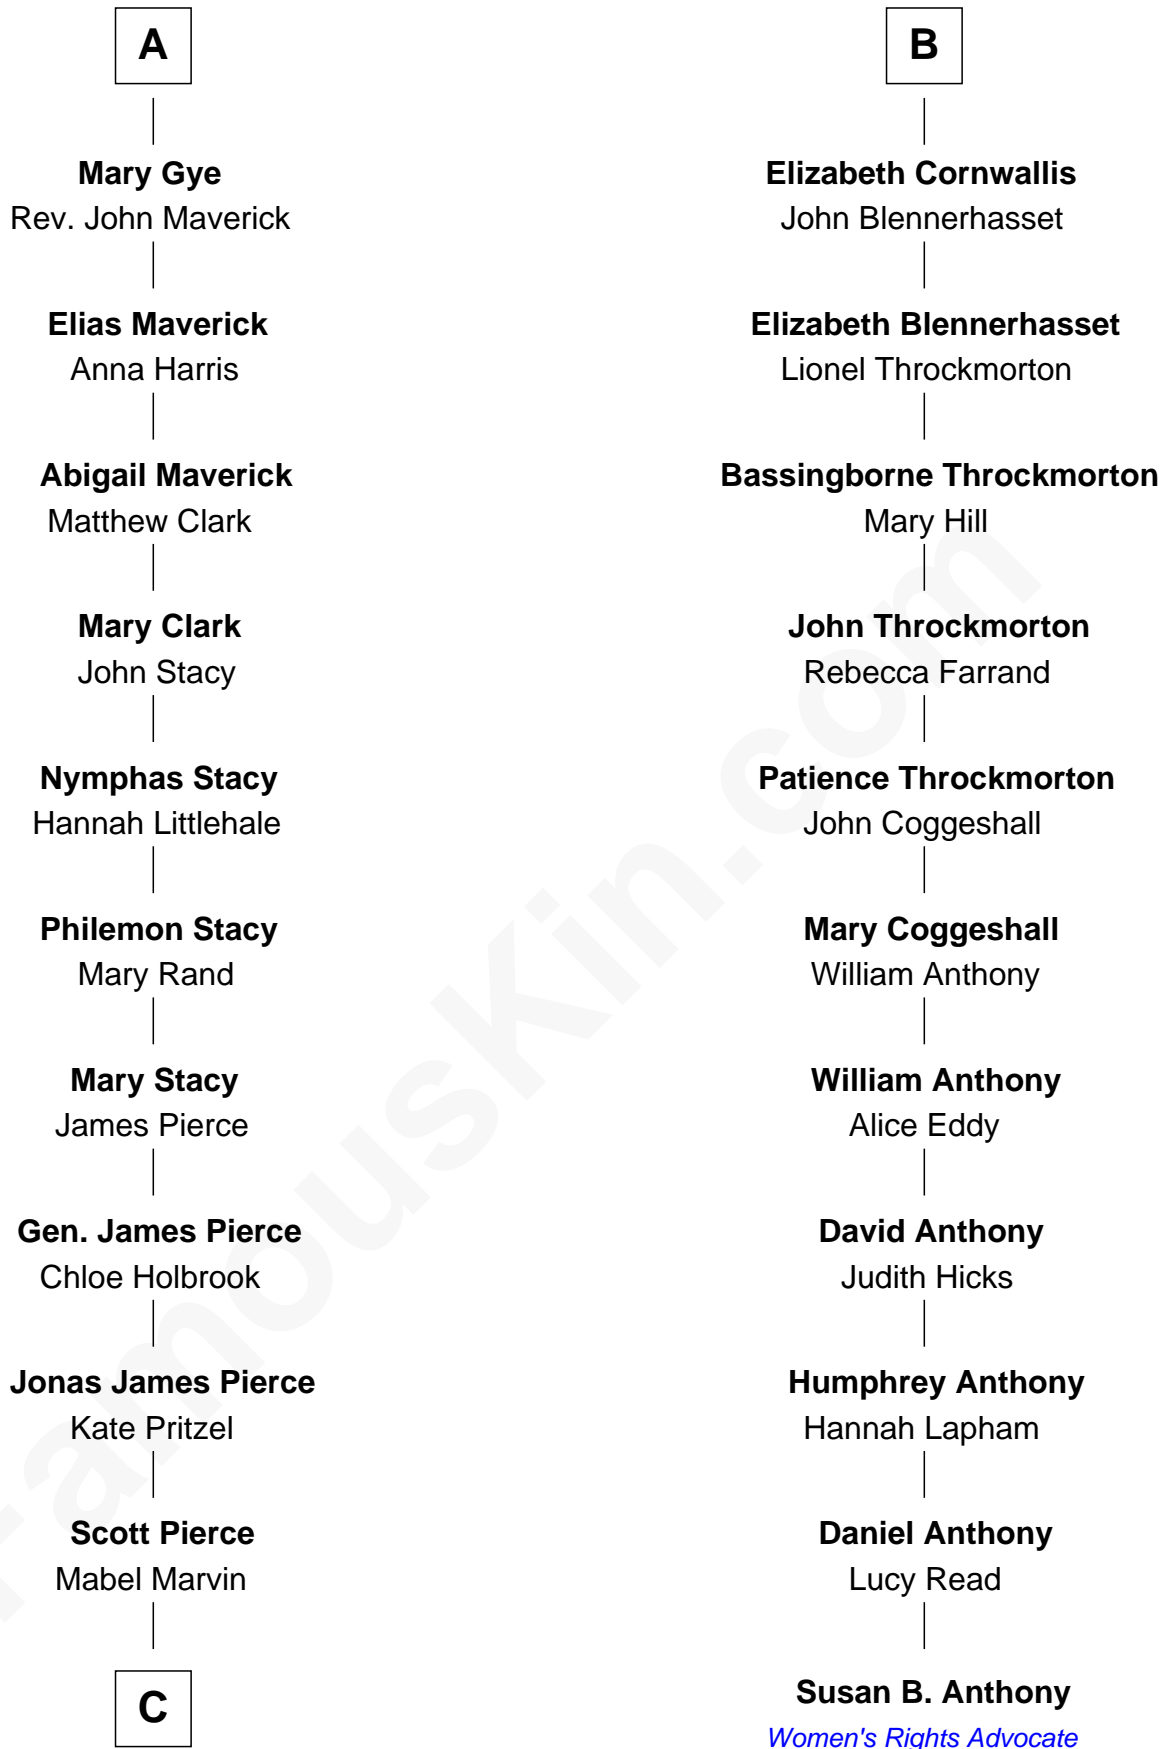 A
Mary Gye
Rev. John Maverick
Elias Maverick
Anna Harris
Abigail Maverick
Matthew Clark
Mary Clark
John Stacy
Nymphas Stacy
Hannah Littlehale
Philemon Stacy
Mary Rand
Mary Stacy
James Pierce
Gen. James Pierce
Chloe Holbrook
Jonas James Pierce
Kate Pritzel
Scott Pierce
Mabel Marvin
C
B
Elizabeth Cornwallis
John Blennerhasset
Elizabeth Blennerhasset
Lionel Throckmorton
Bassingborne Throckmorton
Mary Hill
John Throckmorton
Rebecca Farrand
Patience Throckmorton
John Coggeshall
Mary Coggeshall
William Anthony
William Anthony
Alice Eddy
David Anthony
Judith Hicks
Humphrey Anthony
Hannah Lapham
Daniel Anthony
Lucy Read
Susan B. Anthony
Women's Rights Advocate
FamousKin.com